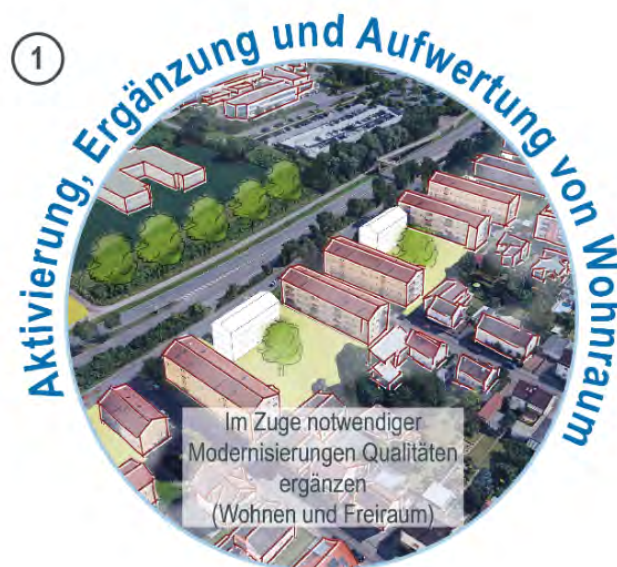 1
Aktivierung, Ergänzung und Aufwertung von Wohnraum
Im Zuge notwendiger
Modernisierungen Qualitäten
ergänzen
(Wohnen und Freiraum)